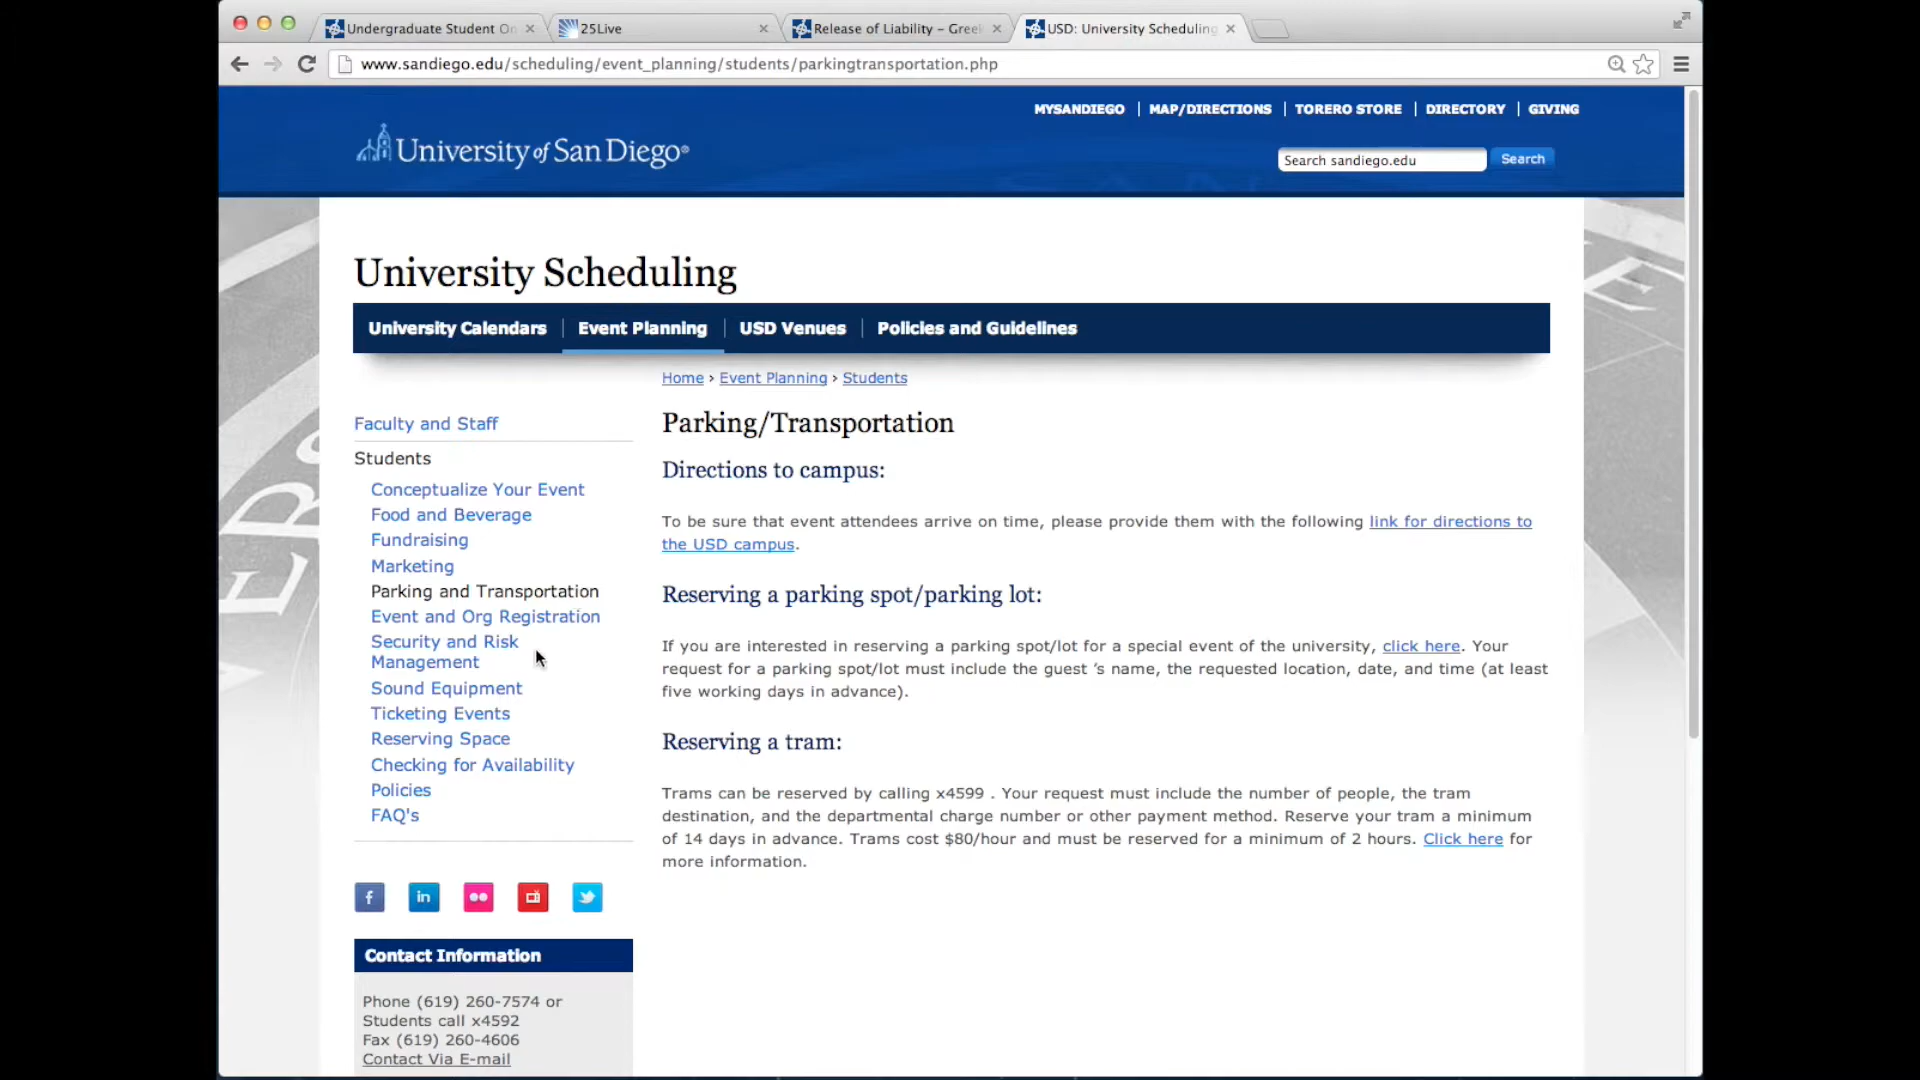 Undergraduate Student Or
25Live
Release of Liability – Greek
USD: University Scheduling
www.sandiego.edu/scheduling/event_planning/students/parkingtransportation.php
MYSANDIEGO | MAP/DIRECTIONS | TORERO STORE | DIRECTORY | GIVING
University of San Diego®
Search sandiego.edu
Search
University Scheduling
University Calendars | Event Planning | USD Venues | Policies and Guidelines
Home › Event Planning › Students
Faculty and Staff
Students
Conceptualize Your Event
Food and Beverage
Fundraising
Marketing
Parking and Transportation
Event and Org Registration
Security and Risk
Management
Sound Equipment
Ticketing Events
Reserving Space
Checking for Availability
Policies
FAQ's
f
in
Contact Information
Phone (619) 260-7574 or
Students call x4592
Fax (619) 260-4606
Contact Via E-mail
Parking/Transportation
Directions to campus:
To be sure that event attendees arrive on time, please provide them with the following link for directions to
the USD campus.
Reserving a parking spot/parking lot:
If you are interested in reserving a parking spot/lot for a special event of the university, click here. Your
request for a parking spot/lot must include the guest 's name, the requested location, date, and time (at least
five working days in advance).
Reserving a tram:
Trams can be reserved by calling x4599 . Your request must include the number of people, the tram
destination, and the departmental charge number or other payment method. Reserve your tram a minimum
of 14 days in advance. Trams cost $80/hour and must be reserved for a minimum of 2 hours. Click here for
more information.